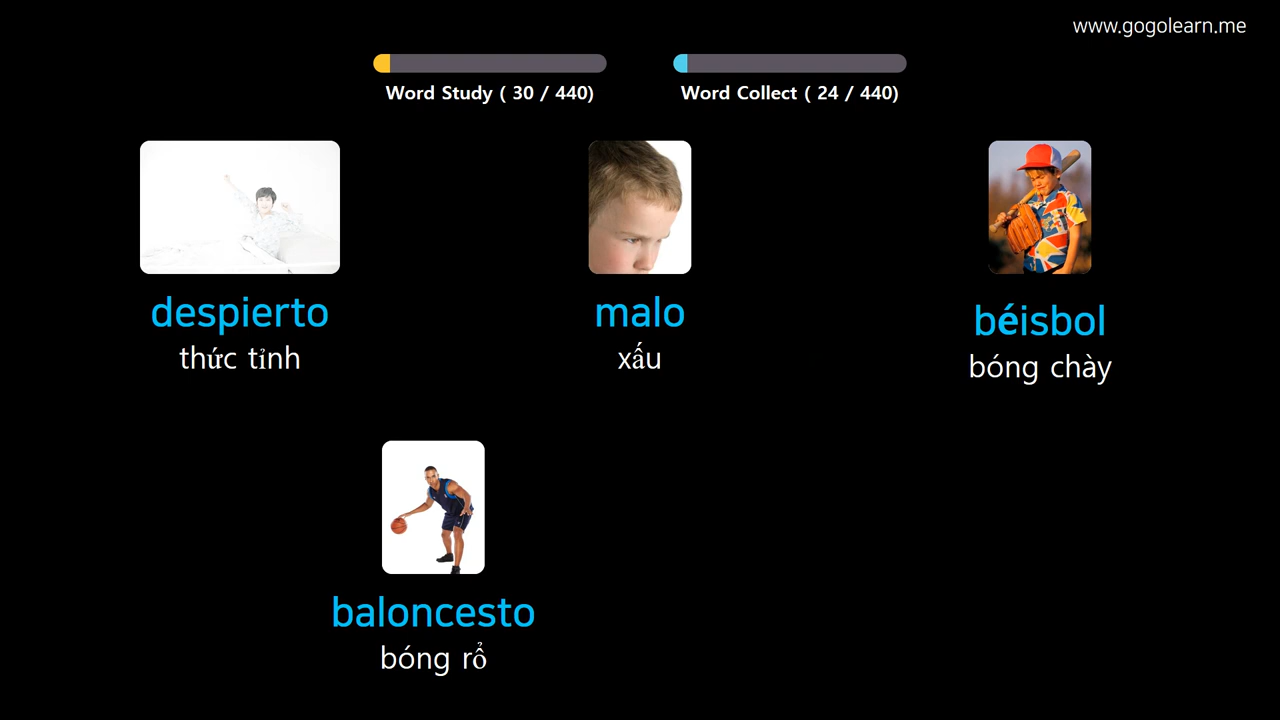 www.gogolearn.me
Word Study ( 30 / 440)
Word Collect ( 24 / 440)
despierto
thức tỉnh
malo
xấu
béisbol
bóng chày
baloncesto
bóng rổ